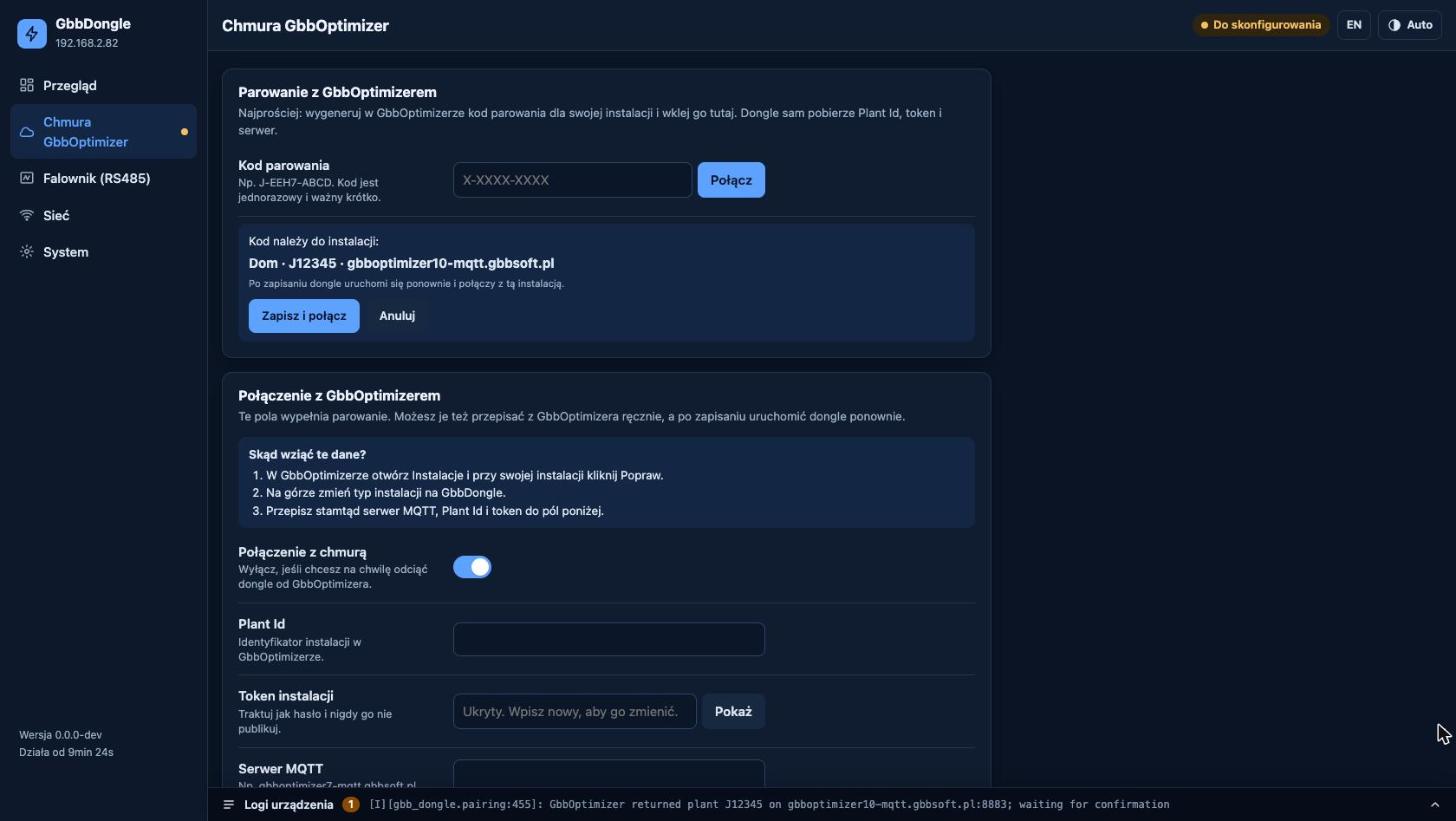 GbbDongle
192.168.2.82
Przegląd
Chmura
GbbOptimizer
Falownik (RS485)
Sieć
System
Wersja 0.0.0-dev
Działa od 9min 24s
Chmura GbbOptimizer
Do skonfigurowania
EN
Auto
Parowanie z GbbOptimizerem
Najprościej: wygeneruj w GbbOptimizerze kod parowania dla swojej instalacji i wklej go tutaj. Dongle sam pobierze Plant Id, token i
serwer.
Kod parowania
Np. J-EEH7-ABCD. Kod jest
jednorazowy i ważny krótko.
X-XXXX-XXXX
Połącz
Kod należy do instalacji:
Dom · J12345 · gbboptimizer10-mqtt.gbbsoft.pl
Po zapisaniu dongle uruchomi się ponownie i połączy z tą instalacją.
Zapisz i połącz
Anuluj
Połączenie z GbbOptimizerem
Te pola wypełnia parowanie. Możesz je też przepisać z GbbOptimizera ręcznie, a po zapisaniu uruchomić dongle ponownie.
Skąd wziąć te dane?
1. W GbbOptimizerze otwórz Instalacje i przy swojej instalacji kliknij Popraw.
2. Na górze zmień typ instalacji na GbbDongle.
3. Przepisz stamtąd serwer MQTT, Plant Id i token do pól poniżej.
Połączenie z chmurą
Wyłącz, jeśli chcesz na chwilę odciąć
dongle od GbbOptimizera.
Plant Id
Identyfikator instalacji w
GbbOptimizerze.
Token instalacji
Traktuj jak hasło i nigdy go nie
publikuj.
Ukryty. Wpisz nowy, aby go zmienić.
Pokaż
Serwer MQTT
Np. gbboptimizer7-mqtt.gbbsoft.pl
Logi urządzenia
1
[I][gbb_dongle.pairing:455]: GbbOptimizer returned plant J12345 on gbboptimizer10-mqtt.gbbsoft.pl:8883; waiting for confirmation